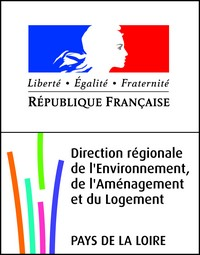 Liberté • Égalité • Fraternité
RÉPUBLIQUE FRANÇAISE
Direction régionale
de l'Environnement,
de l'Aménagement
et du Logement
PAYS DE LA LOIRE